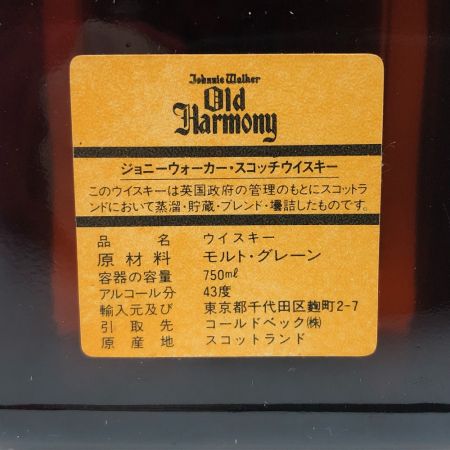 Johnnie Walker
Old
Harmony
ジョニーウォーカー・スコッチウイスキー
このウイスキーは英国政府の管理のもとにスコットラ
ンドにおいて蒸溜・貯蔵・ブレンド・壜詰したものです。
品名 ウイスキー
原材料 モルト・グレーン
容器の容量 750mℓ
アルコール分 43度
輸入元及び 東京都千代田区麹町2-7
引取先 コールドベック㈱
原産地 スコットランド